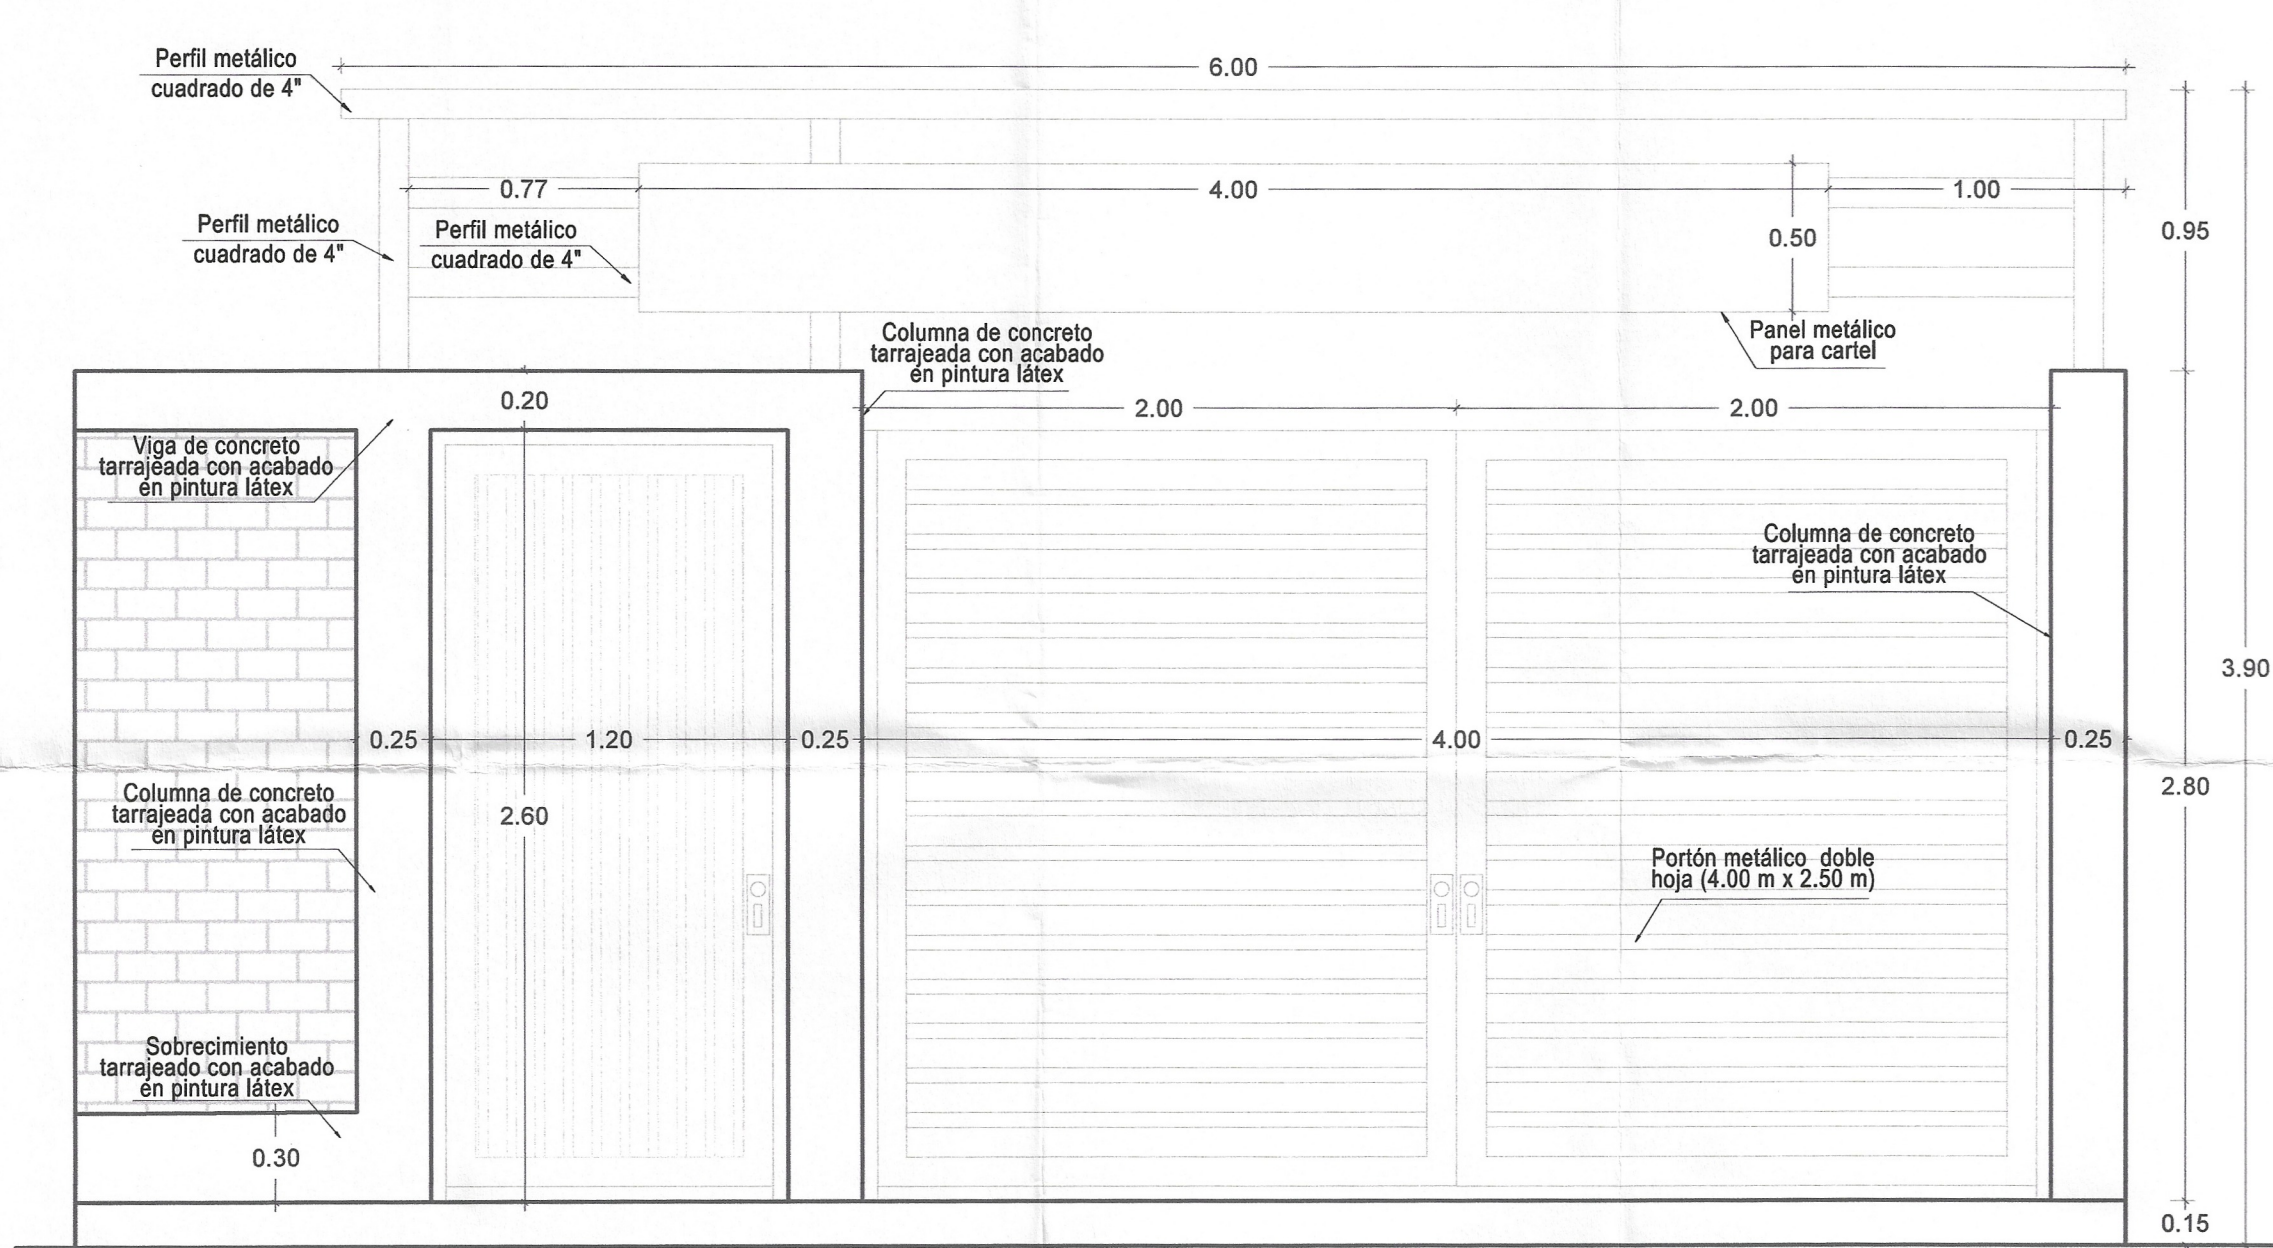 6.00
Perfil metálico
cuadrado de 4"
0.77
4.00
1.00
Perfil metálico
cuadrado de 4"
Perfil metálico
cuadrado de 4"
0.50
0.95
Panel metálico
para cartel
Columna de concreto
tarrajeada con acabado
en pintura látex
0.20
2.00
2.00
Viga de concreto
tarrajeada con acabado
en pintura látex
Columna de concreto
tarrajeada con acabado
en pintura látex
3.90
0.25
1.20
0.25
4.00
0.25
2.80
Columna de concreto
tarrajeada con acabado
en pintura látex
2.60
Portón metálico doble
hoja (4.00 m x 2.50 m)
Sobrecimiento
tarrajeado con acabado
en pintura látex
0.30
0.15